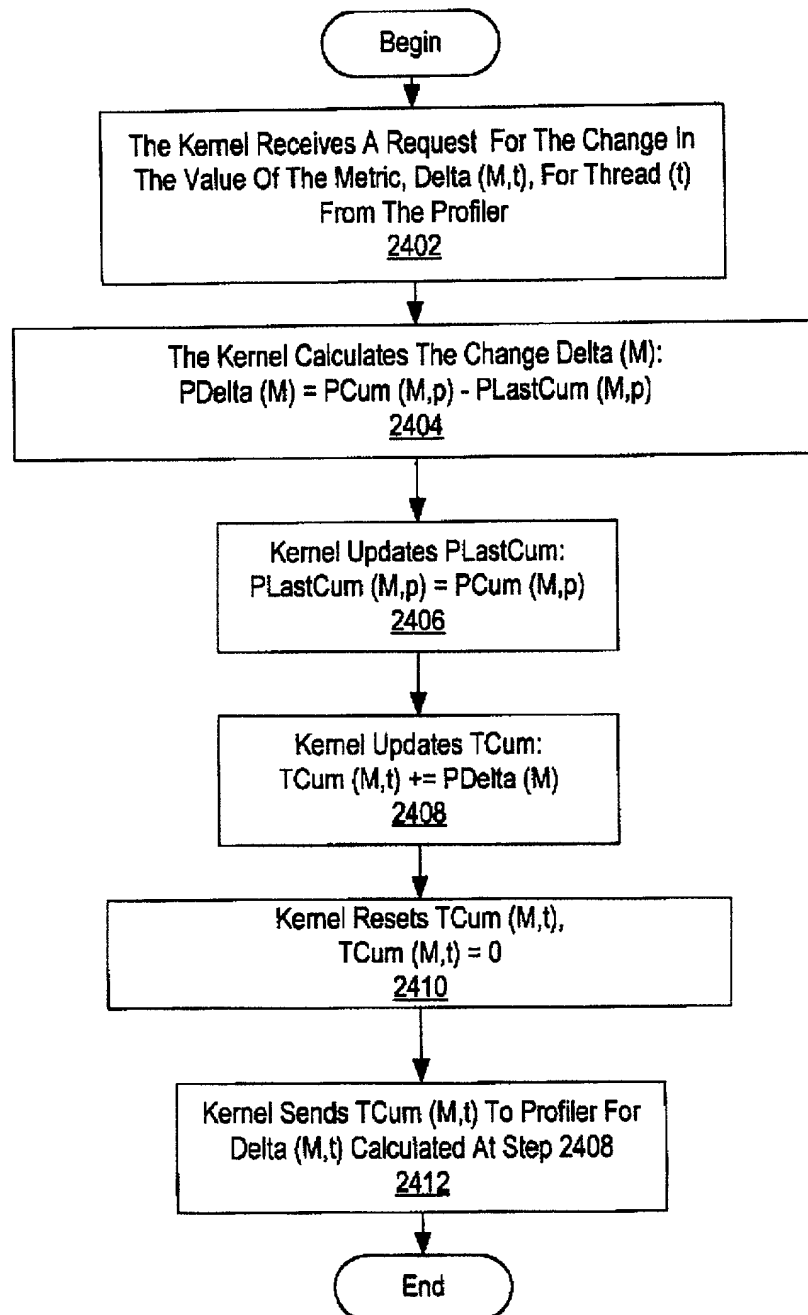 Begin
The Kernel Receives A Request For The Change In
The Value Of The Metric, Delta (M,t), For Thread (t)
From The Profiler
2402
The Kernel Calculates The Change Delta (M):
PDelta (M) = PCum (M,p) - PLastCum (M,p)
2404
Kernel Updates PLastCum:
PLastCum (M,p) = PCum (M,p)
2406
Kernel Updates TCum:
TCum (M,t) += PDelta (M)
2408
Kernel Resets TCum (M,t),
TCum (M,t) = 0
2410
Kernel Sends TCum (M,t) To Profiler For
Delta (M,t) Calculated At Step 2408
2412
End